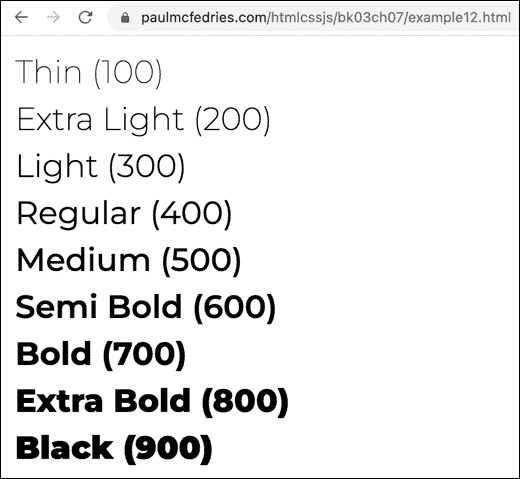 paulmcfedries.com/htmlcssjs/bk03ch07/example12.html
Thin (100)
Extra Light (200)
Light (300)
Regular (400)
Medium (500)
Semi Bold (600)
Bold (700)
Extra Bold (800)
Black (900)